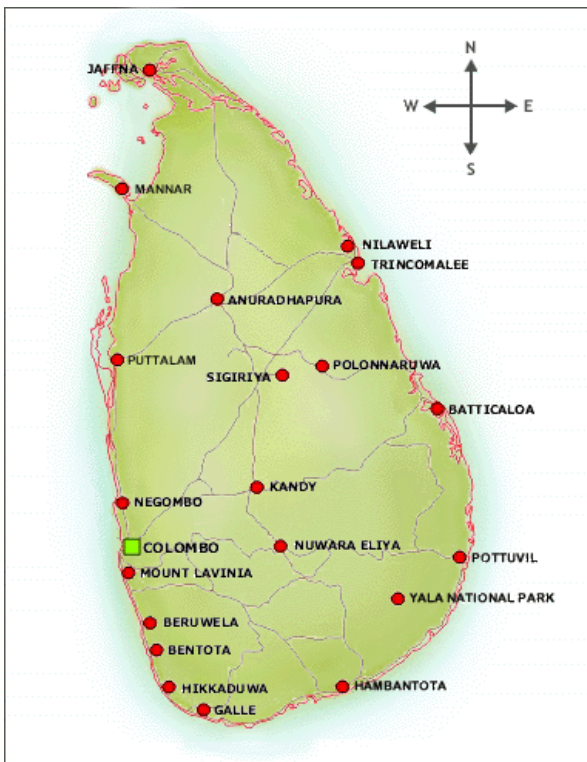 N
JAFFNA
W E
S
MANNAR
NILAWELI
TRINCOMALEE
ANURADHAPURA
PUTTALAM
POLONNARUWA
SIGIRIYA
BATTICALOA
KANDY
NEGOMBO
COLOMBO
NUWARA ELIYA
POTTUVIL
MOUNT LAVINIA
YALA NATIONAL PARK
BERUWELA
BENTOTA
HIKKADUWA
HAMBANTOTA
GALLE